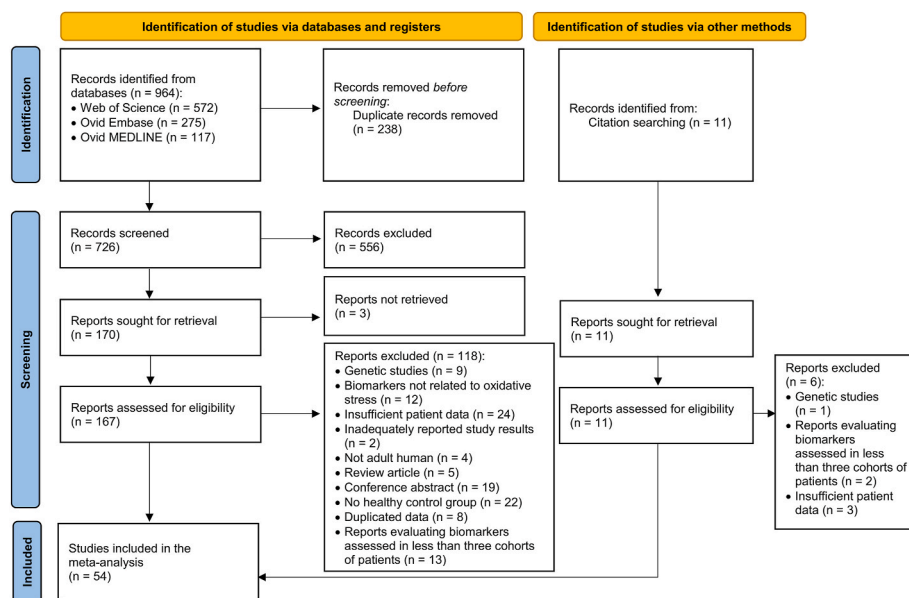 Identification of studies via databases and registers
Identification of studies via other methods
Identification
Records identified from
databases (n = 964):
• Web of Science (n = 572)
• Ovid Embase (n = 275)
• Ovid MEDLINE (n = 117)
Records removed before
screening:
Duplicate records removed
(n = 238)
Records identified from:
Citation searching (n = 11)
Screening
Records screened
(n = 726)
Records excluded
(n = 556)
Reports sought for retrieval
(n = 170)
Reports not retrieved
(n = 3)
Reports sought for retrieval
(n = 11)
Reports assessed for eligibility
(n = 167)
Reports excluded (n = 118):
• Genetic studies (n = 9)
• Biomarkers not related to oxidative
stress (n = 12)
• Insufficient patient data (n = 24)
• Inadequately reported study results
(n = 2)
• Not adult human (n = 4)
• Review article (n = 5)
• Conference abstract (n = 19)
• No healthy control group (n = 22)
• Duplicated data (n = 8)
• Reports evaluating biomarkers
assessed in less than three cohorts
of patients (n = 13)
Reports assessed for eligibility
(n = 11)
Reports excluded
(n = 6):
• Genetic studies
(n = 1)
• Reports evaluating
biomarkers
assessed in less
than three cohorts
of patients (n = 2)
• Insufficient patient
data (n = 3)
Included
Studies included in the
meta-analysis
(n = 54)